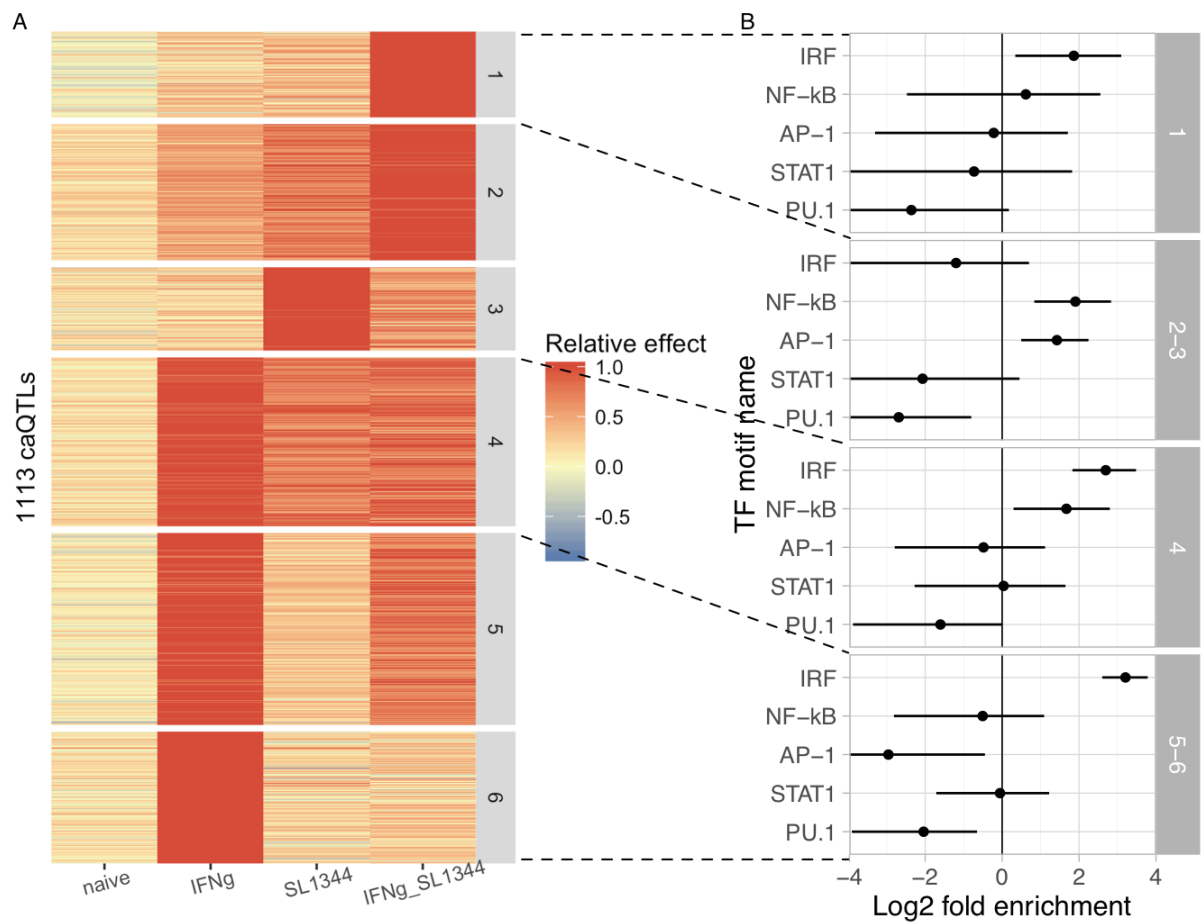 A
1
2
3
4
5
6
1113 caQTLs
naive
IFNg
SL1344
IFNg_SL1344
Relative effect
1.0
0.5
0.0
-0.5
B
TF motif name
IRF
NF-kB
AP-1
STAT1
PU.1
1
IRF
NF-kB
AP-1
STAT1
PU.1
2-3
IRF
NF-kB
AP-1
STAT1
PU.1
4
IRF
NF-kB
AP-1
STAT1
PU.1
5-6
−4 −2 0 2 4
Log2 fold enrichment